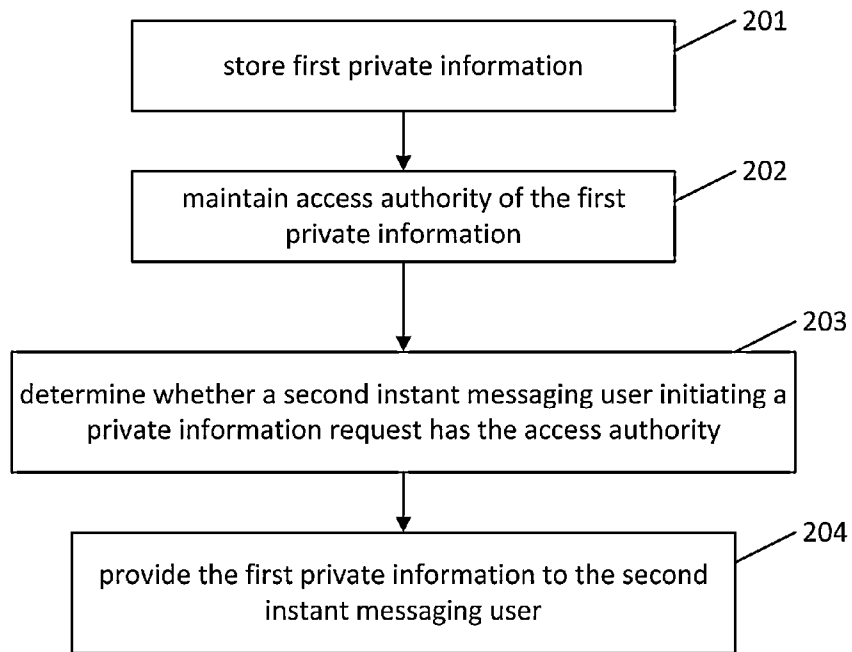 201
store first private information
202
maintain access authority of the first
private information
203
determine whether a second instant messaging user initiating a
private information request has the access authority
204
provide the first private information to the second
instant messaging user